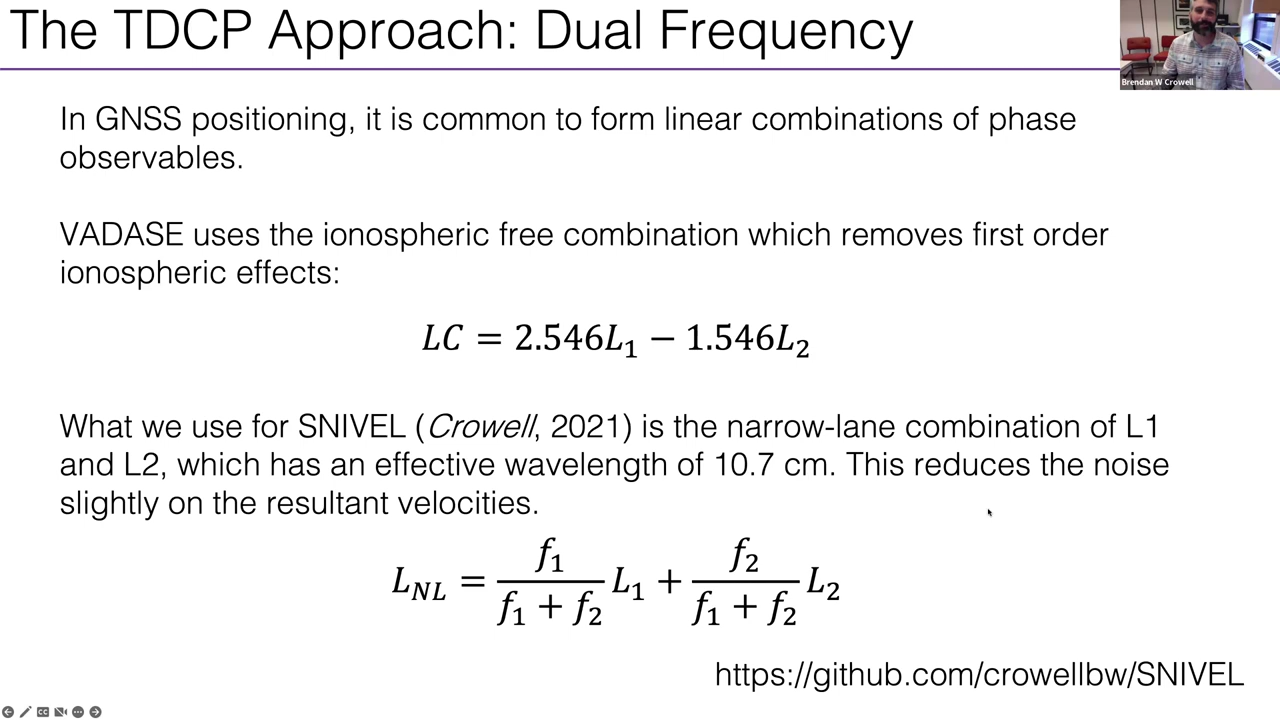 The TDCP Approach: Dual Frequency
Brendan W Crowell
In GNSS positioning, it is common to form linear combinations of phase
observables.
VADASE uses the ionospheric free combination which removes first order
ionospheric effects:
LC = 2.546L₁ − 1.546L₂
What we use for SNIVEL (Crowell, 2021) is the narrow-lane combination of L1
and L2, which has an effective wavelength of 10.7 cm. This reduces the noise
slightly on the resultant velocities.
L_NL = f₁/(f₁ + f₂) L₁ + f₂/(f₁ + f₂) L₂
https://github.com/crowellbw/SNIVEL